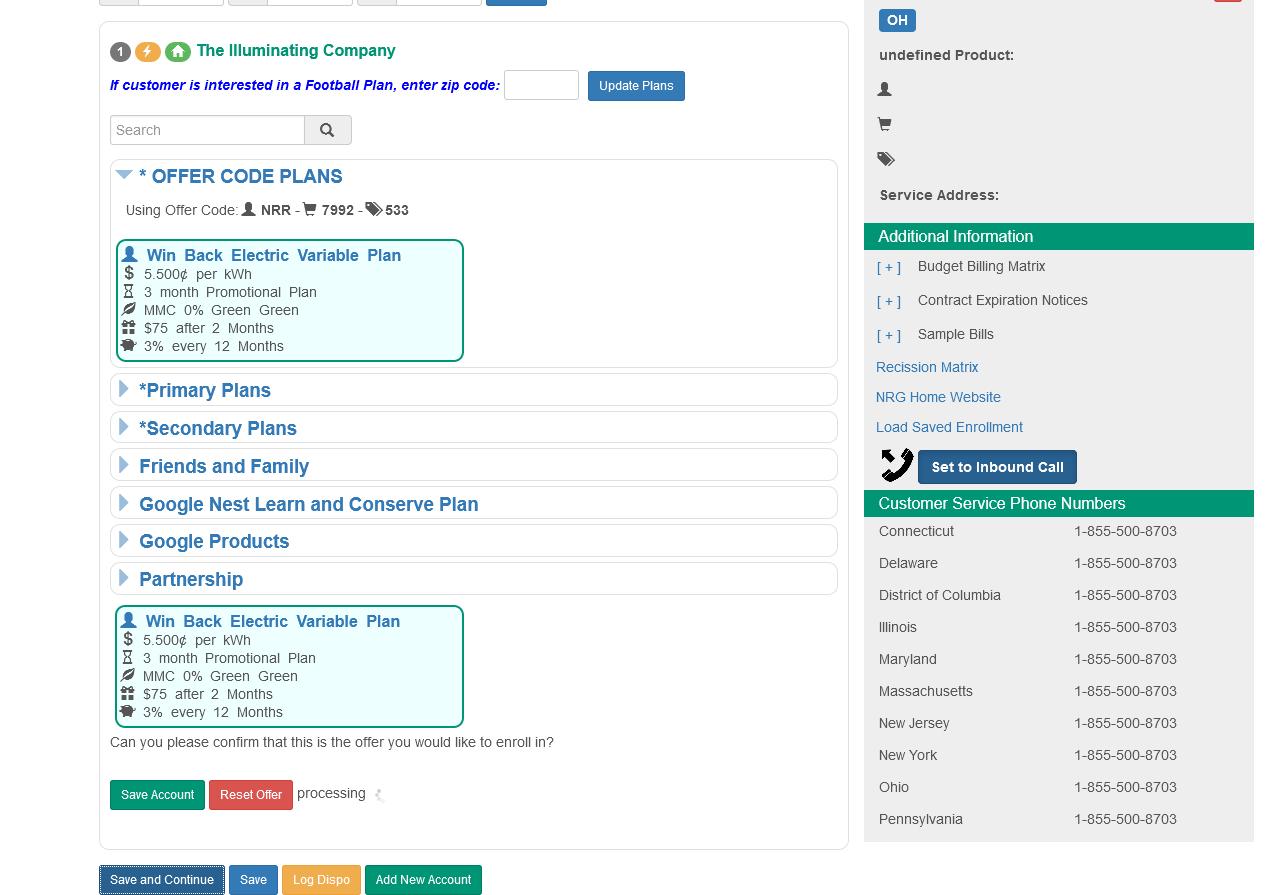 1 The Illuminating Company
If customer is interested in a Football Plan, enter zip code: Update Plans
Search
* OFFER CODE PLANS
Using Offer Code: NRR - 7992 - 533
Win Back Electric Variable Plan
$ 5.500¢ per kWh
3 month Promotional Plan
MMC 0% Green Green
$75 after 2 Months
3% every 12 Months
*Primary Plans
*Secondary Plans
Friends and Family
Google Nest Learn and Conserve Plan
Google Products
Partnership
Win Back Electric Variable Plan
$ 5.500¢ per kWh
3 month Promotional Plan
MMC 0% Green Green
$75 after 2 Months
3% every 12 Months
Can you please confirm that this is the offer you would like to enroll in?
Save Account Reset Offer processing
Save and Continue Save Log Dispo Add New Account
OH
undefined Product:
Service Address:
Additional Information
[ + ] Budget Billing Matrix
[ + ] Contract Expiration Notices
[ + ] Sample Bills
Recission Matrix
NRG Home Website
Load Saved Enrollment
Set to Inbound Call
Customer Service Phone Numbers
Connecticut 1-855-500-8703
Delaware 1-855-500-8703
District of Columbia 1-855-500-8703
Illinois 1-855-500-8703
Maryland 1-855-500-8703
Massachusetts 1-855-500-8703
New Jersey 1-855-500-8703
New York 1-855-500-8703
Ohio 1-855-500-8703
Pennsylvania 1-855-500-8703